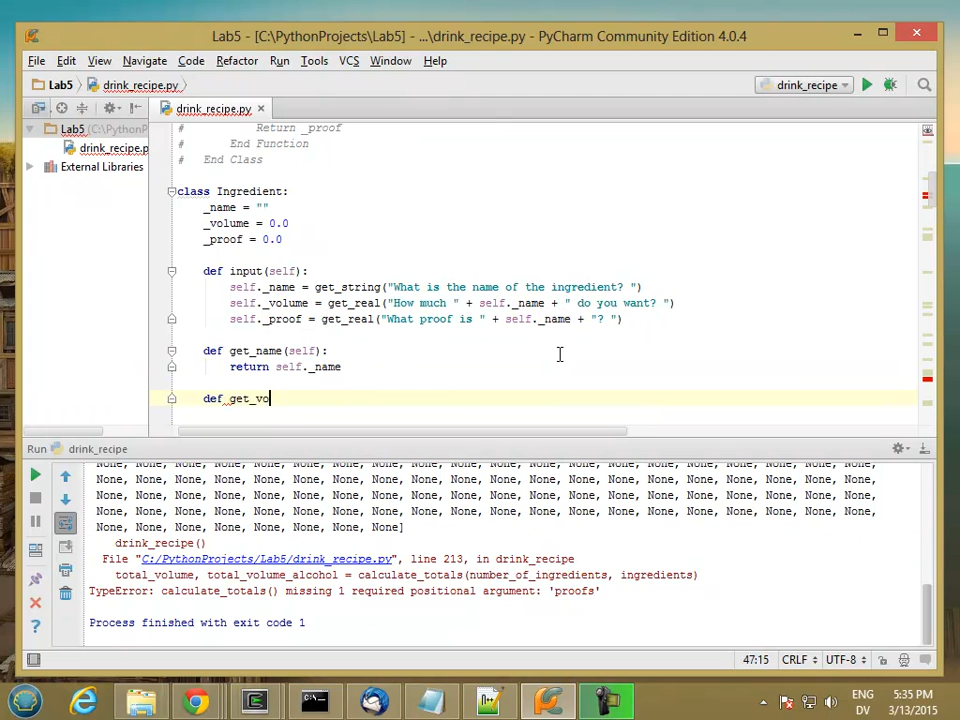 Lab5 - [C:\PythonProjects\Lab5] - ...\drink_recipe.py - PyCharm Community Edition 4.0.4
File Edit View Navigate Code Refactor Run Tools VCS Window Help
Lab5 drink_recipe.py drink_recipe
drink_recipe.py
Lab5 (C:\PythonP
drink_recipe.p
External Libraries
#           Return _proof
#       End Function
#   End Class
class Ingredient:
    _name = ""
    _volume = 0.0
    _proof = 0.0
    def input(self):
        self._name = get_string("What is the name of the ingredient? ")
        self._volume = get_real("How much " + self._name + " do you want? ")
        self._proof = get_real("What proof is " + self._name + "? ")
    def get_name(self):
        return self._name
    def get_vo
Run drink_recipe
None, None, None, None, None, None, None, None, None, None, None, None,
None, None, None, None, None, None, None, None, None, None, None, None,
None, None, None, None, None, None, None, None, None, None, None, None,
None, None, None, None, None, None, None, None, None, None, None, None,
None, None, None, None, None, None, None, None]
    drink_recipe()
  File "C:/PythonProjects/Lab5/drink_recipe.py", line 213, in drink_recipe
    total_volume, total_volume_alcohol = calculate_totals(number_of_ingredients, ingredients)
TypeError: calculate_totals() missing 1 required positional argument: 'proofs'
Process finished with exit code 1
47:15 CRLF UTF-8
ENG 5:35 PM
DV 3/13/2015